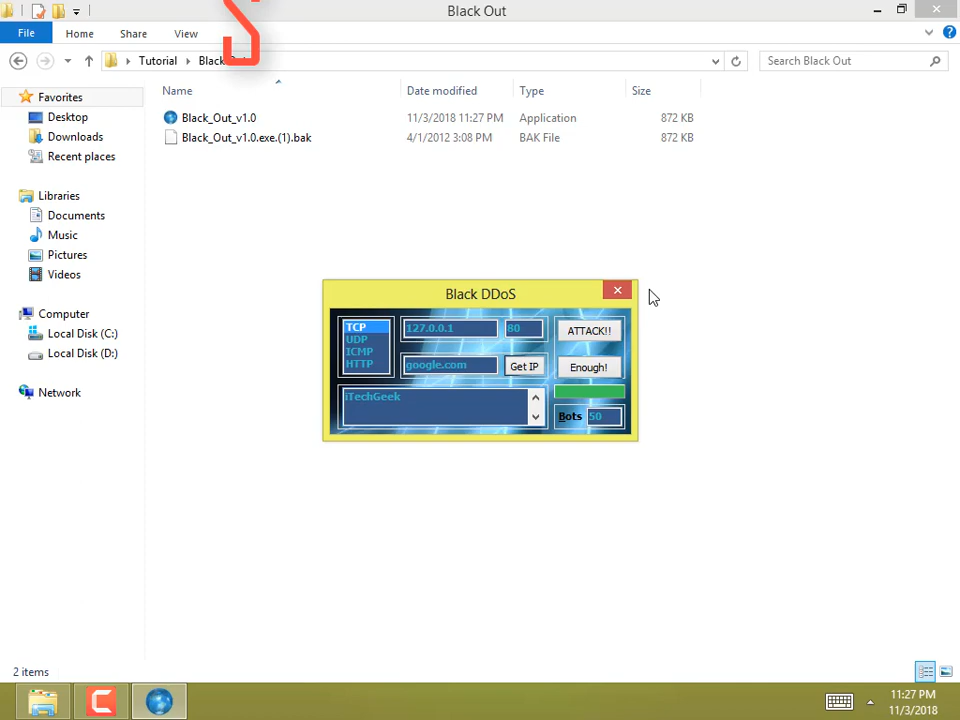 Black Out
File Home Share View
Tutorial Black
Search Black Out
Name Date modified Type Size
Favorites
Desktop
Downloads
Recent places
Libraries
Documents
Music
Pictures
Videos
Computer
Local Disk (C:)
Local Disk (D:)
Network
Black_Out_v1.0 11/3/2018 11:27 PM Application 872 KB
Black_Out_v1.0.exe.(1).bak 4/1/2012 3:08 PM BAK File 872 KB
Black DDoS
TCP
UDP
ICMP
HTTP
127.0.0.1 80 ATTACK!!
google.com Get IP Enough!
iTechGeek
Bots 50
2 items
11:27 PM
11/3/2018
S